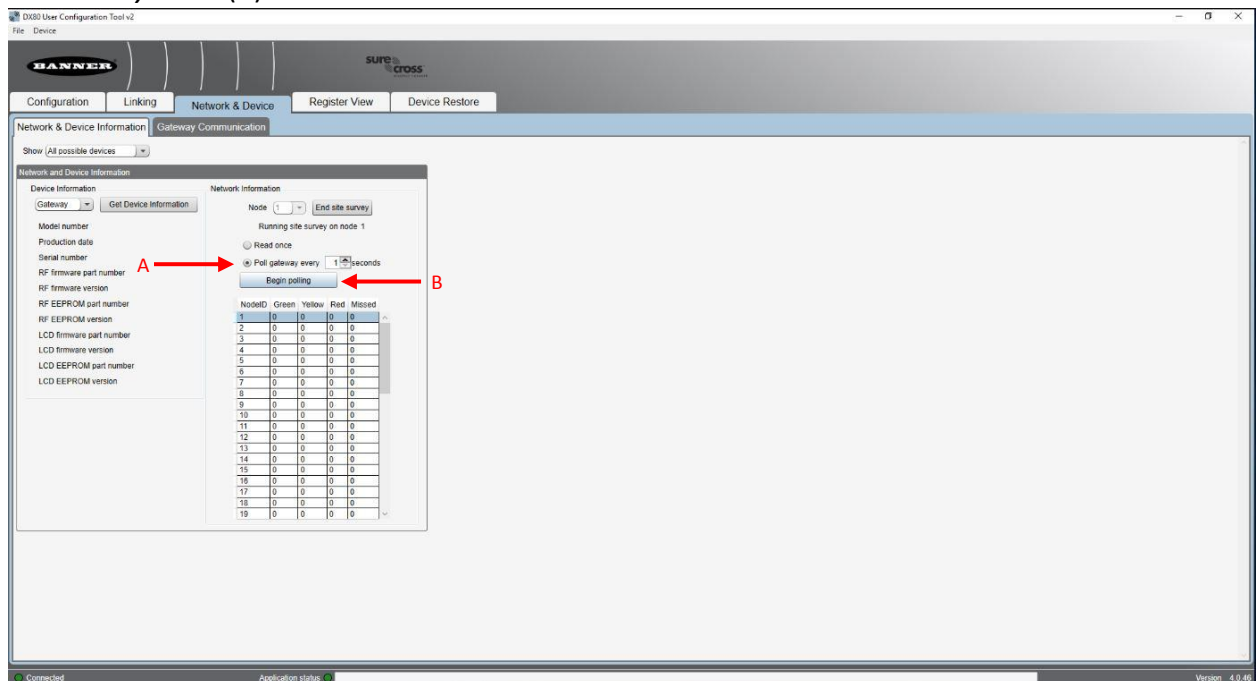 DX80 User Configuration Tool v2
File Device
BANNER
sure cross
Configuration Linking Network & Device Register View Device Restore
Network & Device Information Gateway Communication
Show All possible devices
Network and Device Information
Device Information
Gateway Get Device Information
Model number
Production date
Serial number
RF firmware part number
RF firmware version
RF EEPROM part number
RF EEPROM version
LCD firmware part number
LCD firmware version
LCD EEPROM part number
LCD EEPROM version
Network Information
Node 1 End site survey
Running site survey on node 1
Read once
A
Poll gateway every 1 seconds
Begin polling
B
NodeID Green Yellow Red Missed
1 0 0 0 0
2 0 0 0 0
3 0 0 0 0
4 0 0 0 0
5 0 0 0 0
6 0 0 0 0
7 0 0 0 0
8 0 0 0 0
9 0 0 0 0
10 0 0 0 0
11 0 0 0 0
12 0 0 0 0
13 0 0 0 0
14 0 0 0 0
15 0 0 0 0
16 0 0 0 0
17 0 0 0 0
18 0 0 0 0
19 0 0 0 0
Connected Application status Version 4.0.46